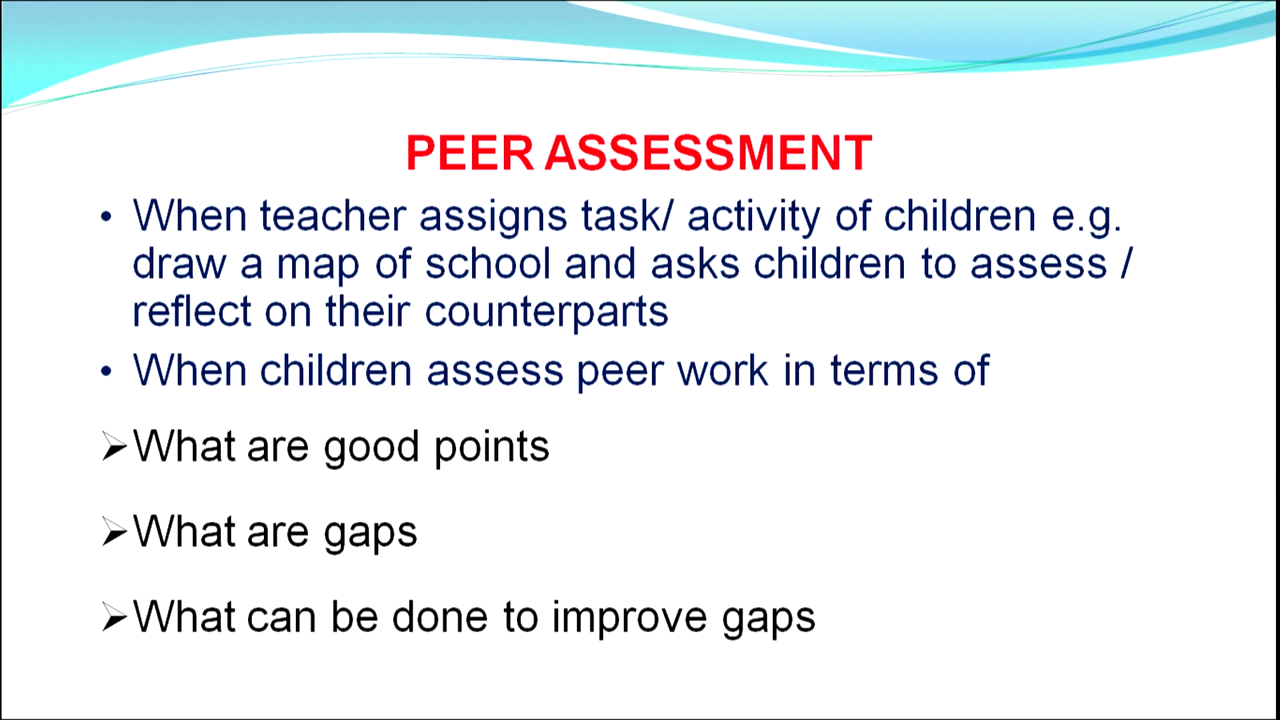 PEER ASSESSMENT
• When teacher assigns task/ activity of children e.g.
draw a map of school and asks children to assess /
reflect on their counterparts
• When children assess peer work in terms of
➢What are good points
➢What are gaps
➢What can be done to improve gaps